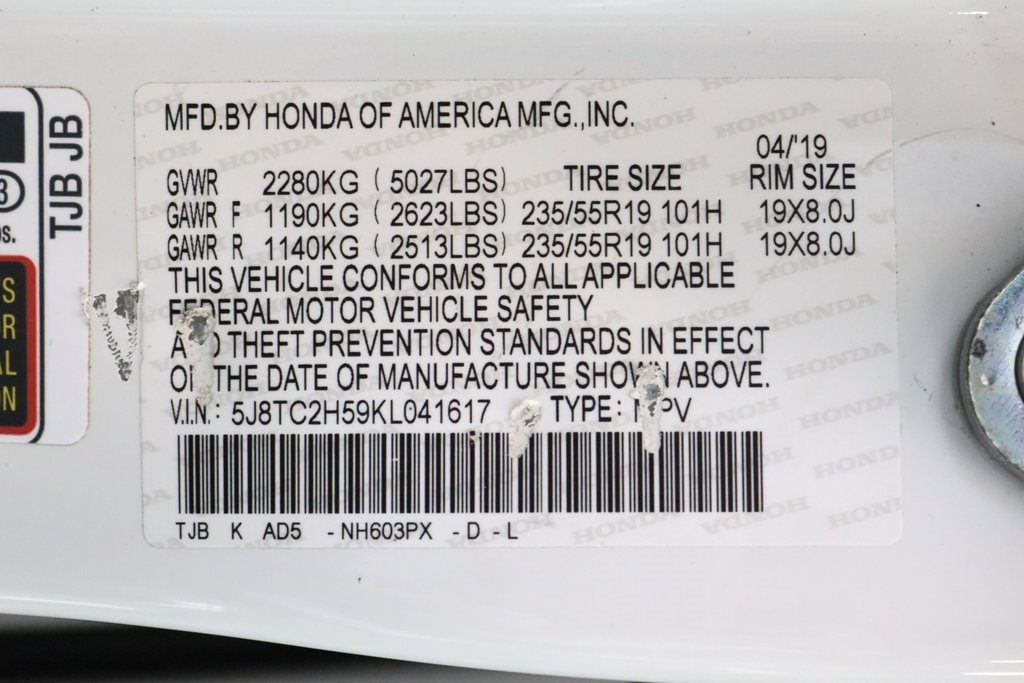 MFD.BY HONDA OF AMERICA MFG.,INC.
04/'19
GVWR 2280KG (5027LBS) TIRE SIZE RIM SIZE
GAWR F 1190KG (2623LBS) 235/55R19 101H 19X8.0J
GAWR R 1140KG (2513LBS) 235/55R19 101H 19X8.0J
THIS VEHICLE CONFORMS TO ALL APPLICABLE
FEDERAL MOTOR VEHICLE SAFETY
AND THEFT PREVENTION STANDARDS IN EFFECT
ON THE DATE OF MANUFACTURE SHOWN ABOVE.
V.I.N.: 5J8TC2H59KL041617 TYPE: MPV
TJB K AD5 -NH603PX -D -L
TJB JB